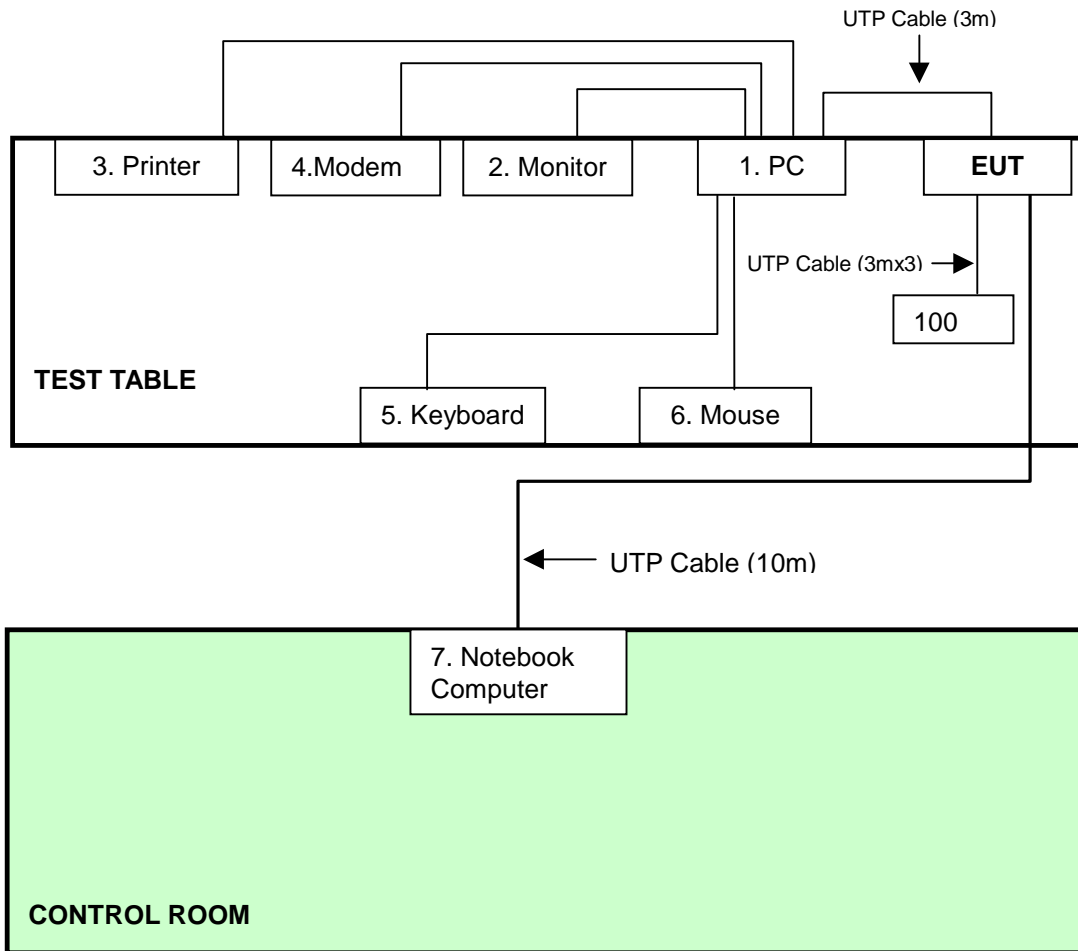 UTP Cable (3m)
3. Printer
4.Modem
2. Monitor
1. PC
EUT
UTP Cable (3mx3)
100
TEST TABLE
5. Keyboard
6. Mouse
UTP Cable (10m)
7. Notebook
Computer
CONTROL ROOM